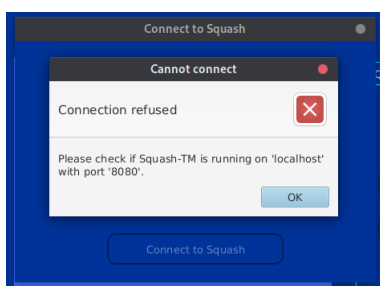 Connect to Squash
Cannot connect
Connection refused
Please check if Squash-TM is running on 'localhost'
with port '8080'.
OK
Connect to Squash